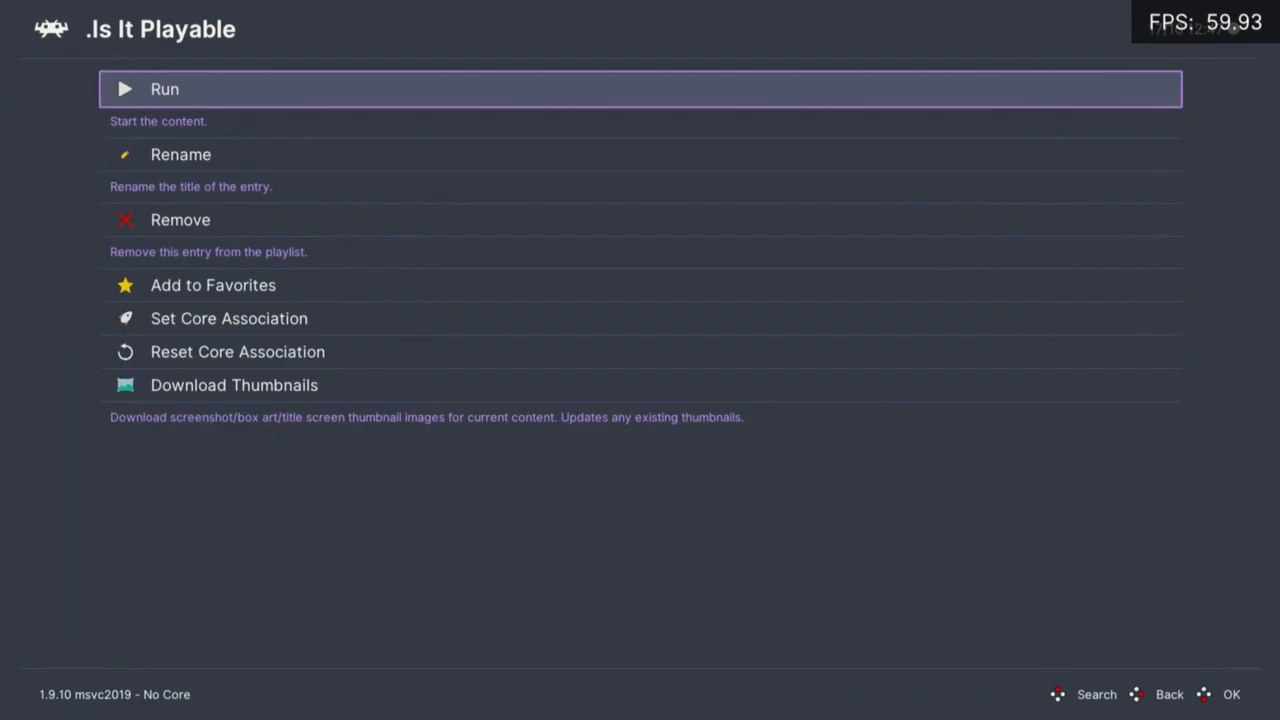 .Is It Playable
FPS: 59.93
Run
Start the content.
Rename
Rename the title of the entry.
Remove
Remove this entry from the playlist.
Add to Favorites
Set Core Association
Reset Core Association
Download Thumbnails
Download screenshot/box art/title screen thumbnail images for current content. Updates any existing thumbnails.
1.9.10 msvc2019 - No Core
Search Back OK